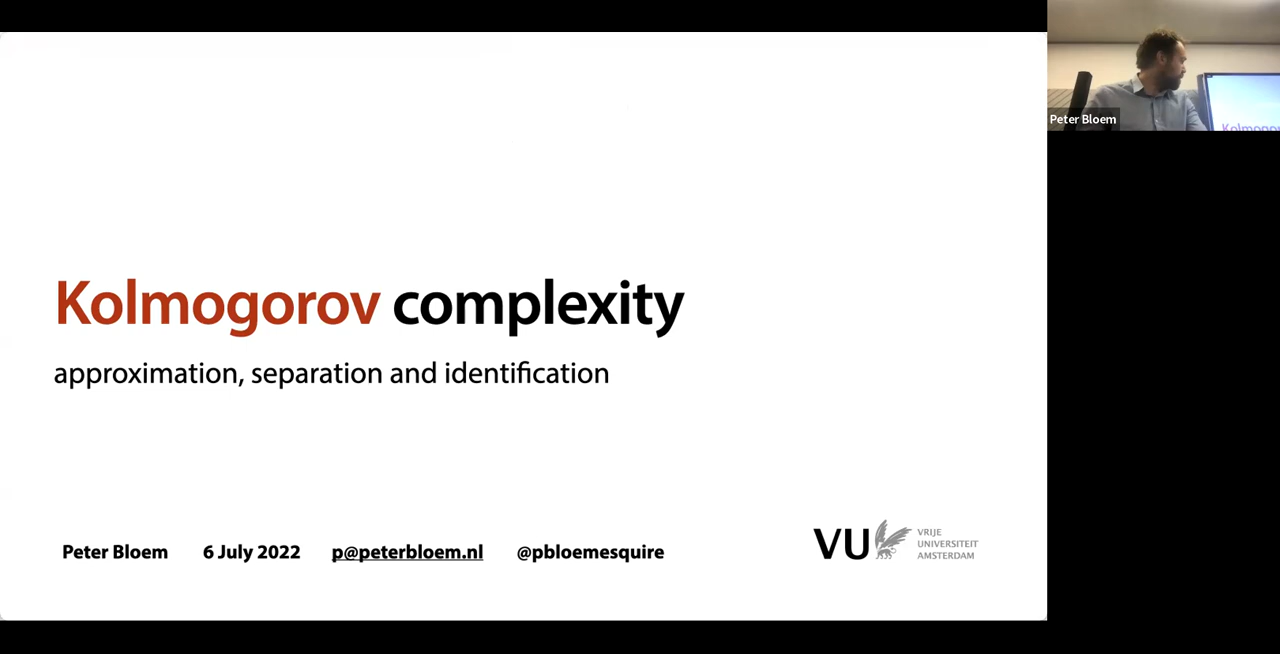 Kolmogorov complexity
approximation, separation and identification
Peter Bloem 6 July 2022 p@peterbloem.nl @pbloemesquire
VU VRIJE
UNIVERSITEIT
AMSTERDAM
Peter Bloem
Kolmogor